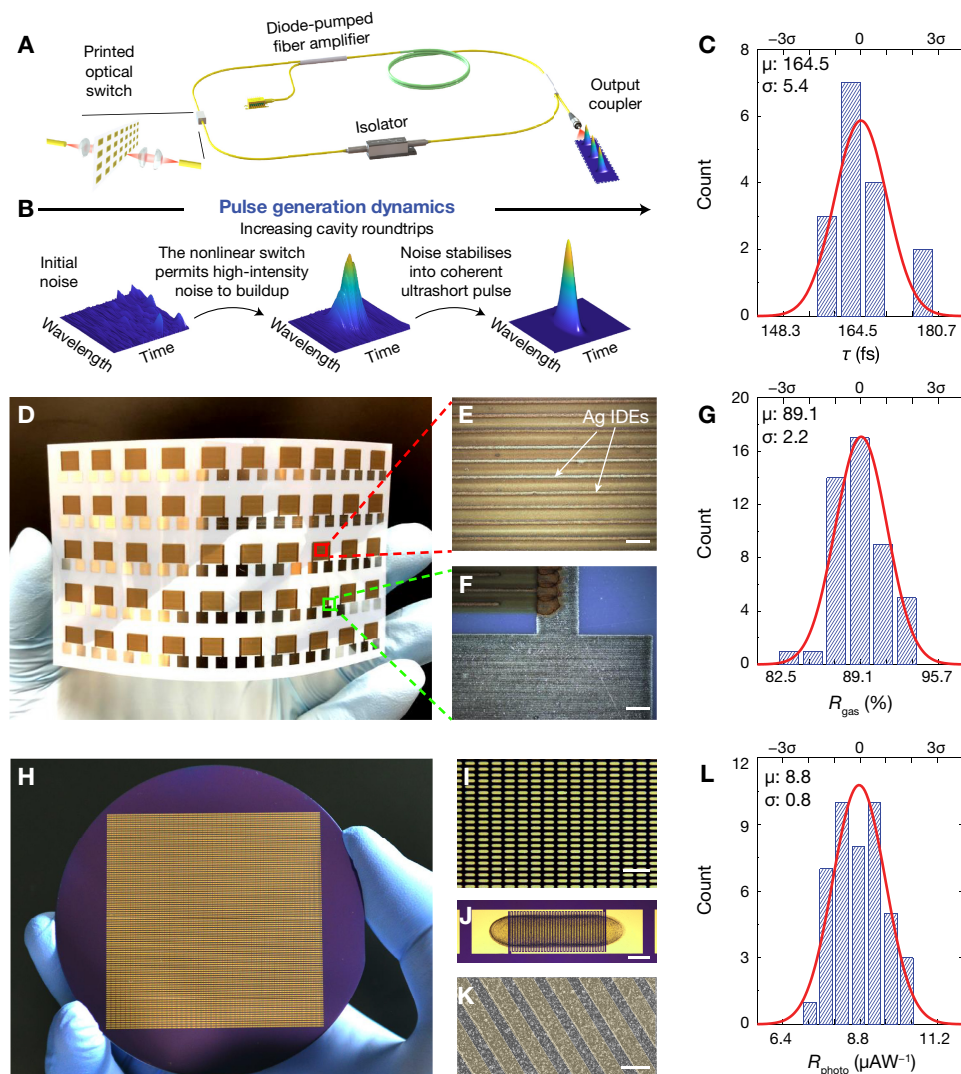 A
Printed
optical
switch
Diode-pumped
fiber amplifier
Isolator
Output
coupler
B
Pulse generation dynamics
Increasing cavity roundtrips
Initial
noise
The nonlinear switch
permits high-intensity
noise to buildup
Noise stabilises
into coherent
ultrashort pulse
Wavelength
Time
Wavelength
Time
Wavelength
Time
C
−3σ 0 3σ
μ: 164.5
σ: 5.4
8
6
4
2
0
Count
148.3 164.5 180.7
τ (fs)
D
E
Ag IDEs
F
G
−3σ 0 3σ
μ: 89.1
σ: 2.2
20
16
12
8
4
0
Count
82.5 89.1 95.7
Rgas (%)
H
I
J
K
L
−3σ 0 3σ
μ: 8.8
σ: 0.8
12
9
6
3
0
Count
6.4 8.8 11.2
Rphoto (μAW⁻¹)